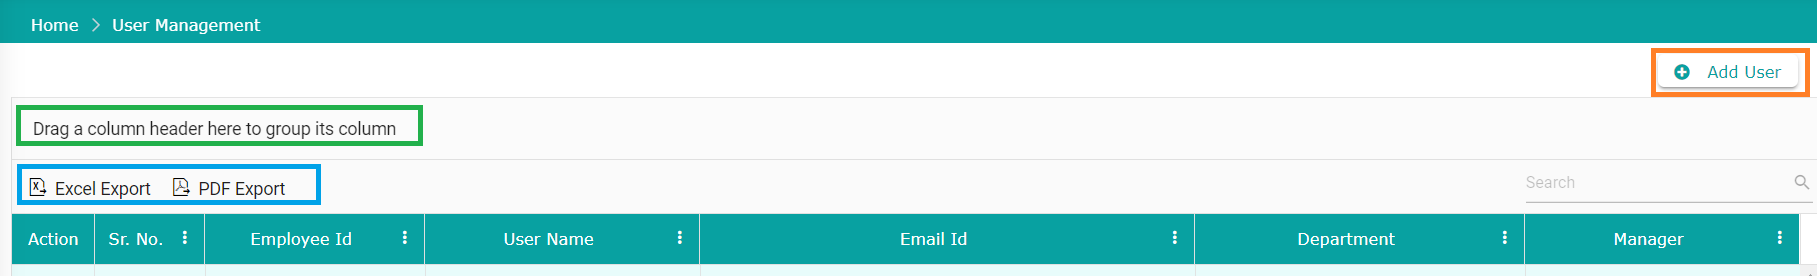 Home > User Management
Add User
Drag a column header here to group its column
Excel Export PDF Export Search
Action Sr. No. Employee Id User Name Email Id Department Manager